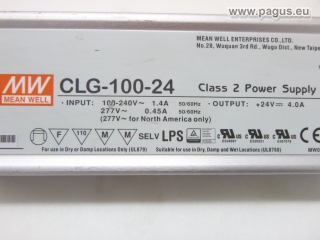 www.pagus.eu
MEAN WELL ENTERPRISES CO.,LTD.
No.28, Wuquan 3rd Rd., Wugu Dist., New Taipei
MW
MEAN WELL
CLG-100-24
Class 2 Power Supply
INPUT: 100-240V~ 1.4A 50/60Hz
OUTPUT: +24V 4.0A
277V~ 0.45A 50/60Hz
(277V~ for North America only)
F 110 M M SELV LPS
For use in Dry or Damp Locations Only (UL879)
Suitable for use in Dry, Damp and Wet Locations (UL8750)